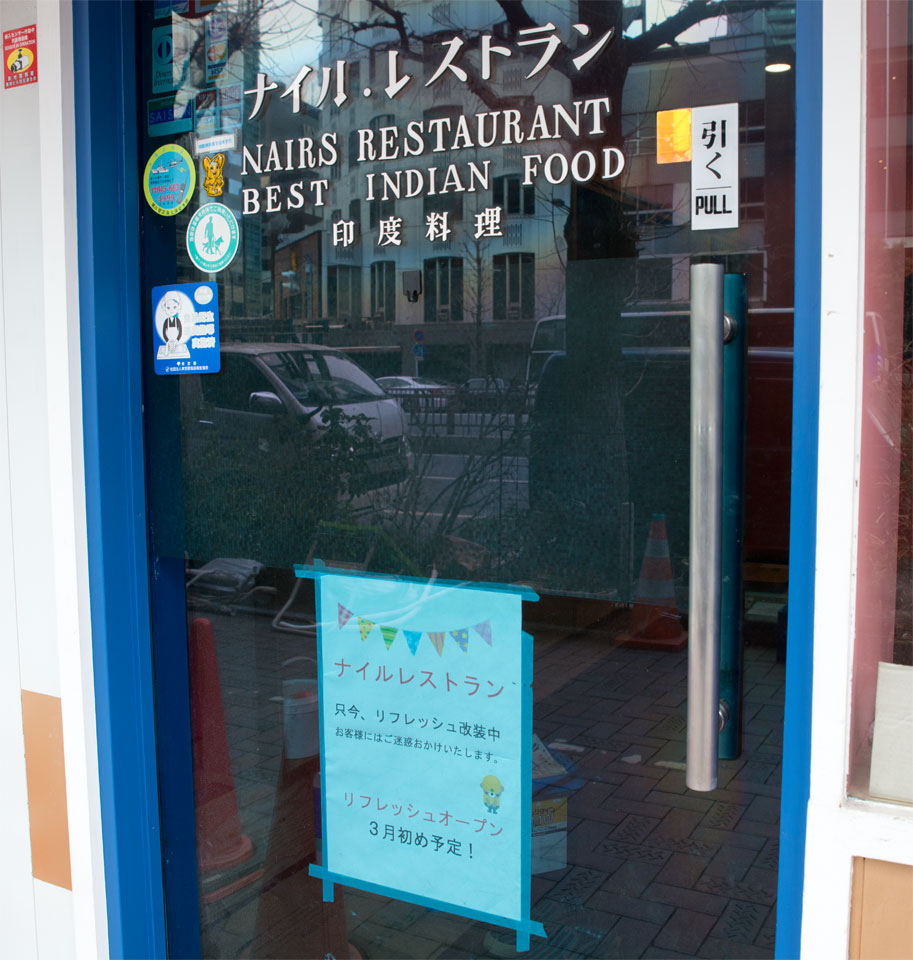 ナイル・レストラン
NAIRS RESTAURANT
BEST INDIAN FOOD
印度料理
引く
PULL
SAISON
ナイルレストラン
只今、リフレッシュ改装中
お客様にはご迷惑おかけいたします。
リフレッシュオープン
3月初め予定！